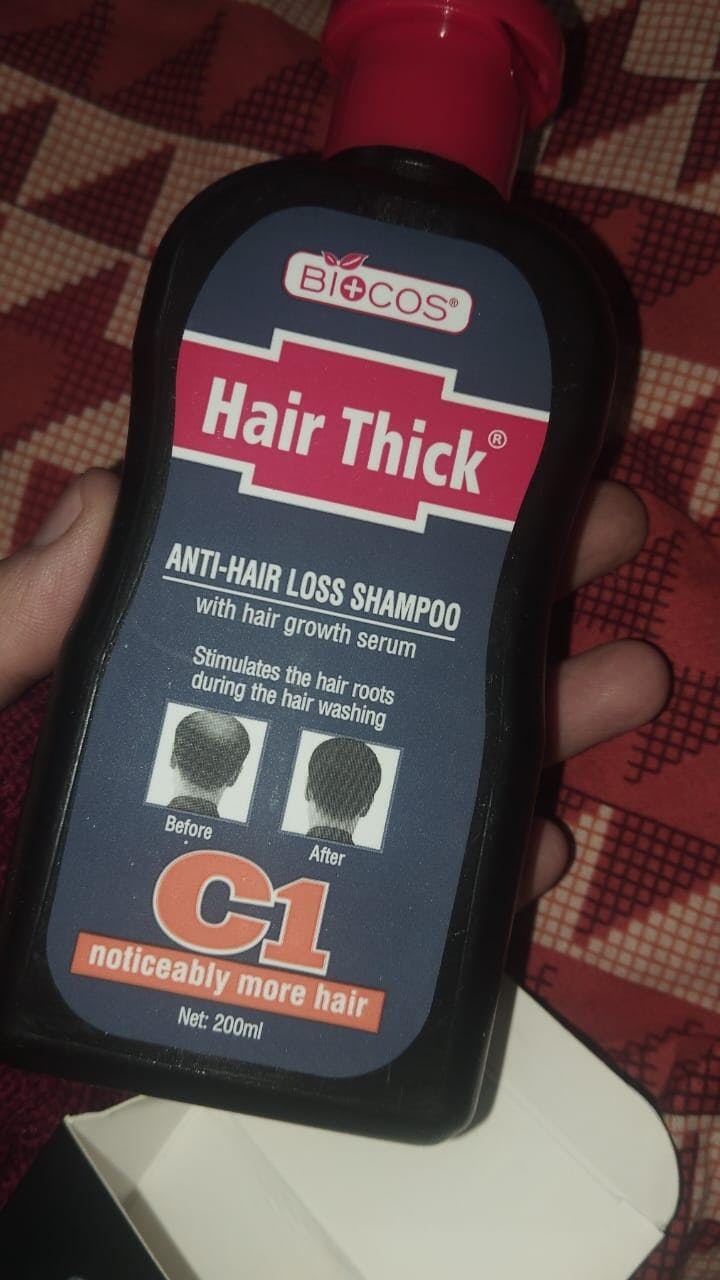 BIOCOS®
Hair Thick®
ANTI-HAIR LOSS SHAMPOO
with hair growth serum
Stimulates the hair roots
during the hair washing
Before
After
C1
noticeably more hair
Net: 200ml